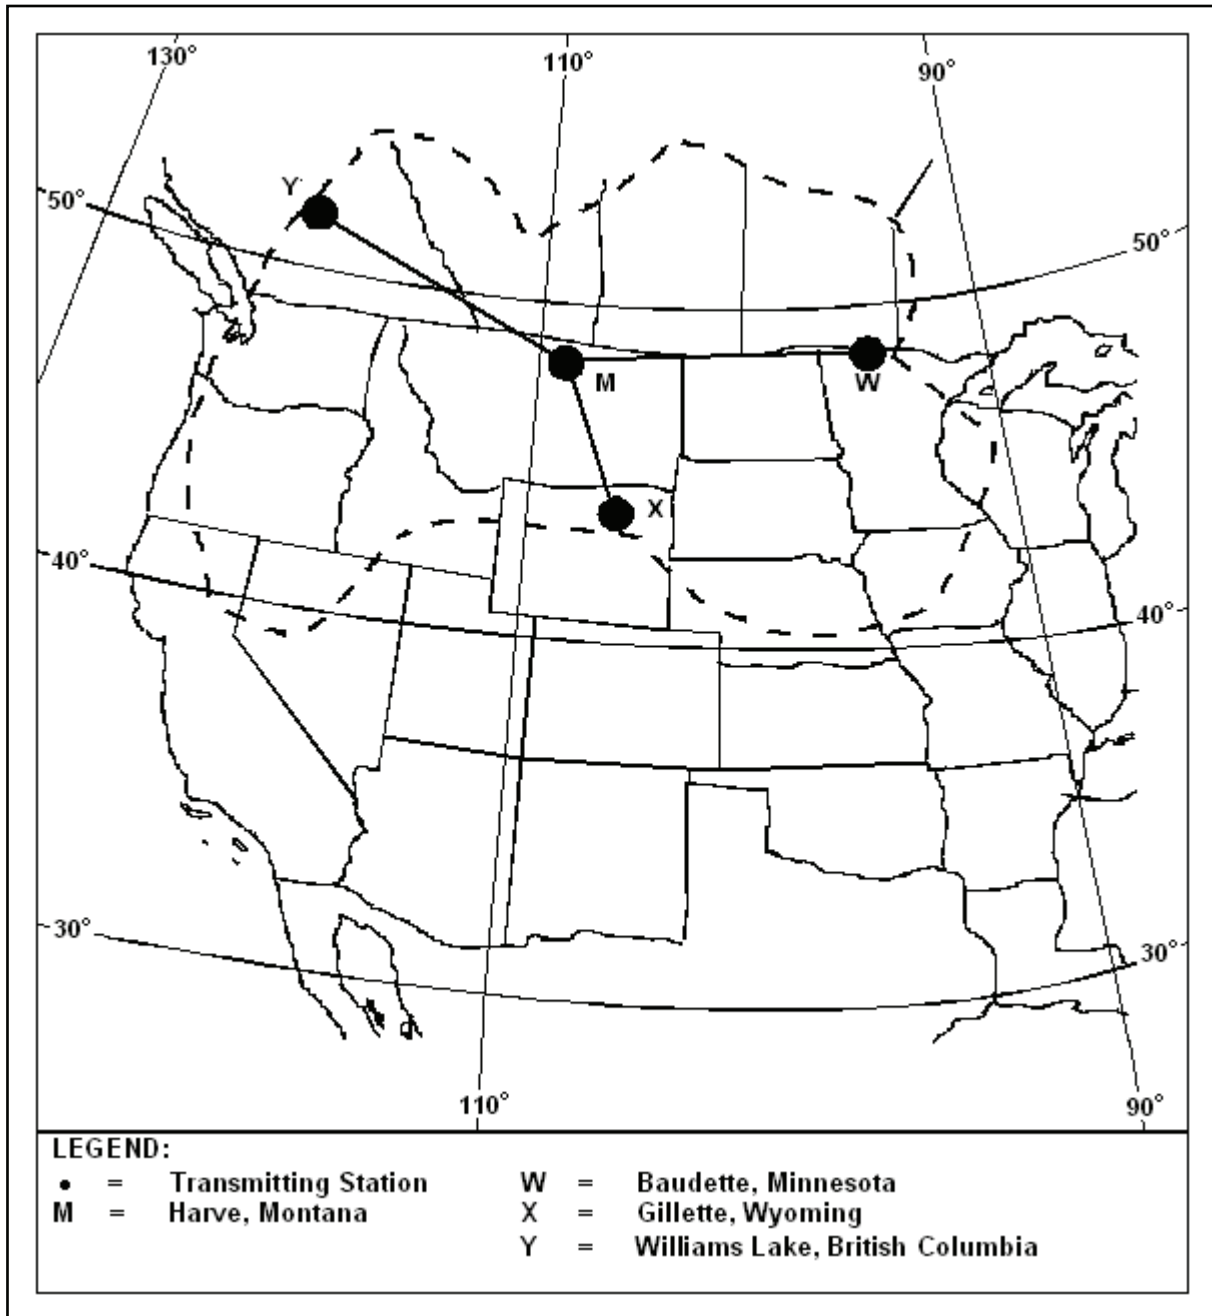 130°
110°
90°
Y
50°
50°
M
W
X
40°
40°
30°
30°
110°
90°
LEGEND:
• = Transmitting Station W = Baudette, Minnesota
M = Harve, Montana X = Gillette, Wyoming
Y = Williams Lake, British Columbia